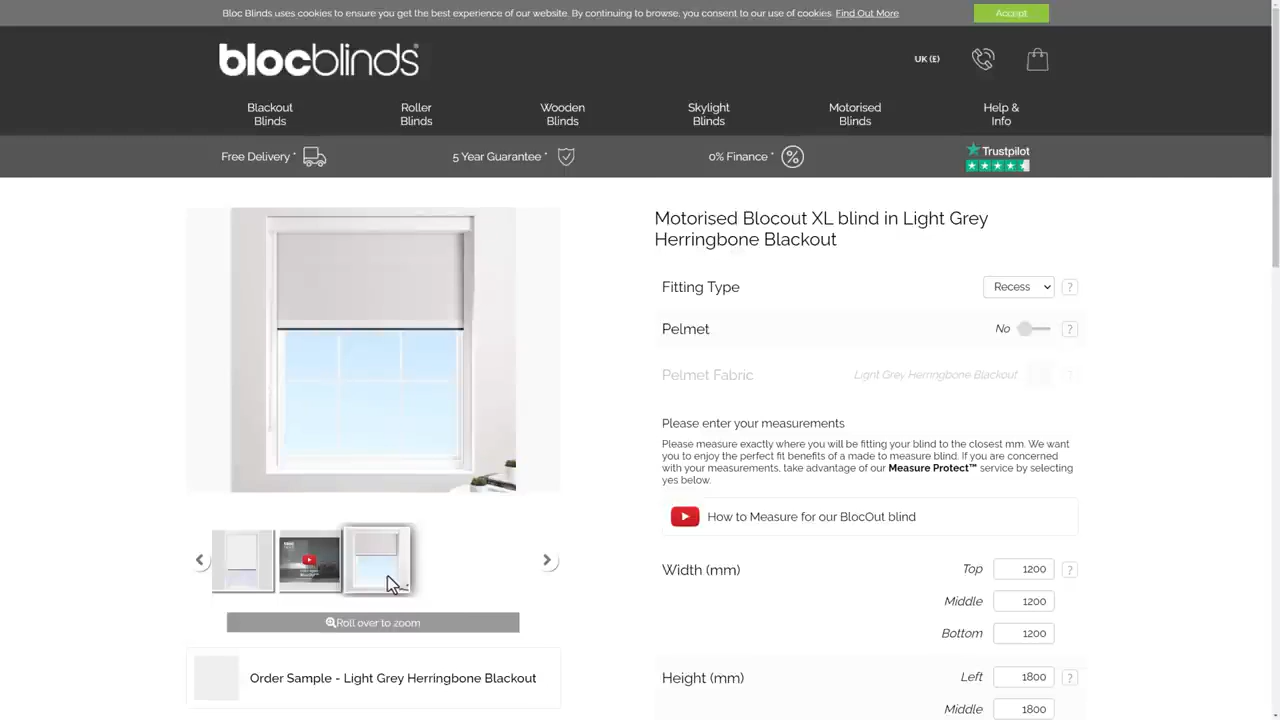 Bloc Blinds uses cookies to ensure you get the best experience of our website. By continuing to browse, you consent to our use of cookies. Find Out More
Accept
blocblinds
UK (£)
Blackout Blinds
Roller Blinds
Wooden Blinds
Skylight Blinds
Motorised Blinds
Help & Info
Free Delivery *
5 Year Guarantee *
0% Finance *
Trustpilot
Motorised Blocout XL blind in Light Grey
Herringbone Blackout
Fitting Type
Recess
?
Pelmet
No
?
Pelmet Fabric
Light Grey Herringbone Blackout
Please enter your measurements
Please measure exactly where you will be fitting your blind to the closest mm. We want
you to enjoy the perfect fit benefits of a made to measure blind. If you are concerned
with your measurements, take advantage of our Measure Protect™ service by selecting
yes below.
How to Measure for our BlocOut blind
Width (mm)
Top
1200
?
Middle
1200
Bottom
1200
Height (mm)
Left
1800
?
Middle
1800
Roll over to zoom
Order Sample - Light Grey Herringbone Blackout